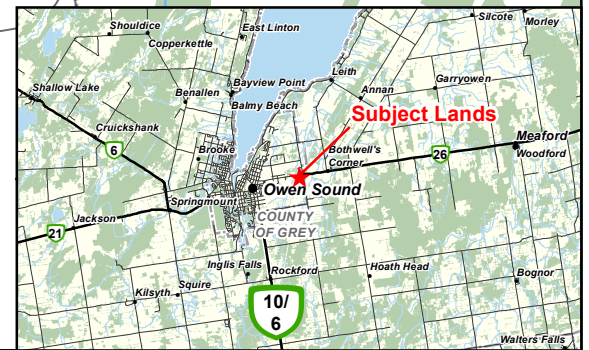 Shouldice
Copperkettle
East Linton
Silcote
Morley
Shallow Lake
Benallen
Bayview Point
Balmy Beach
Leith
Annan
Garryowen
Subject Lands
Cruickshank
6
Brooke
Bothwell's
Corner
26
Meaford
Woodford
Owen Sound
Springmount
COUNTY
OF GREY
Jackson
21
Inglis Falls
Rockford
Hoath Head
Bognor
Kilsyth
Squire
10/
6
Walters Falls